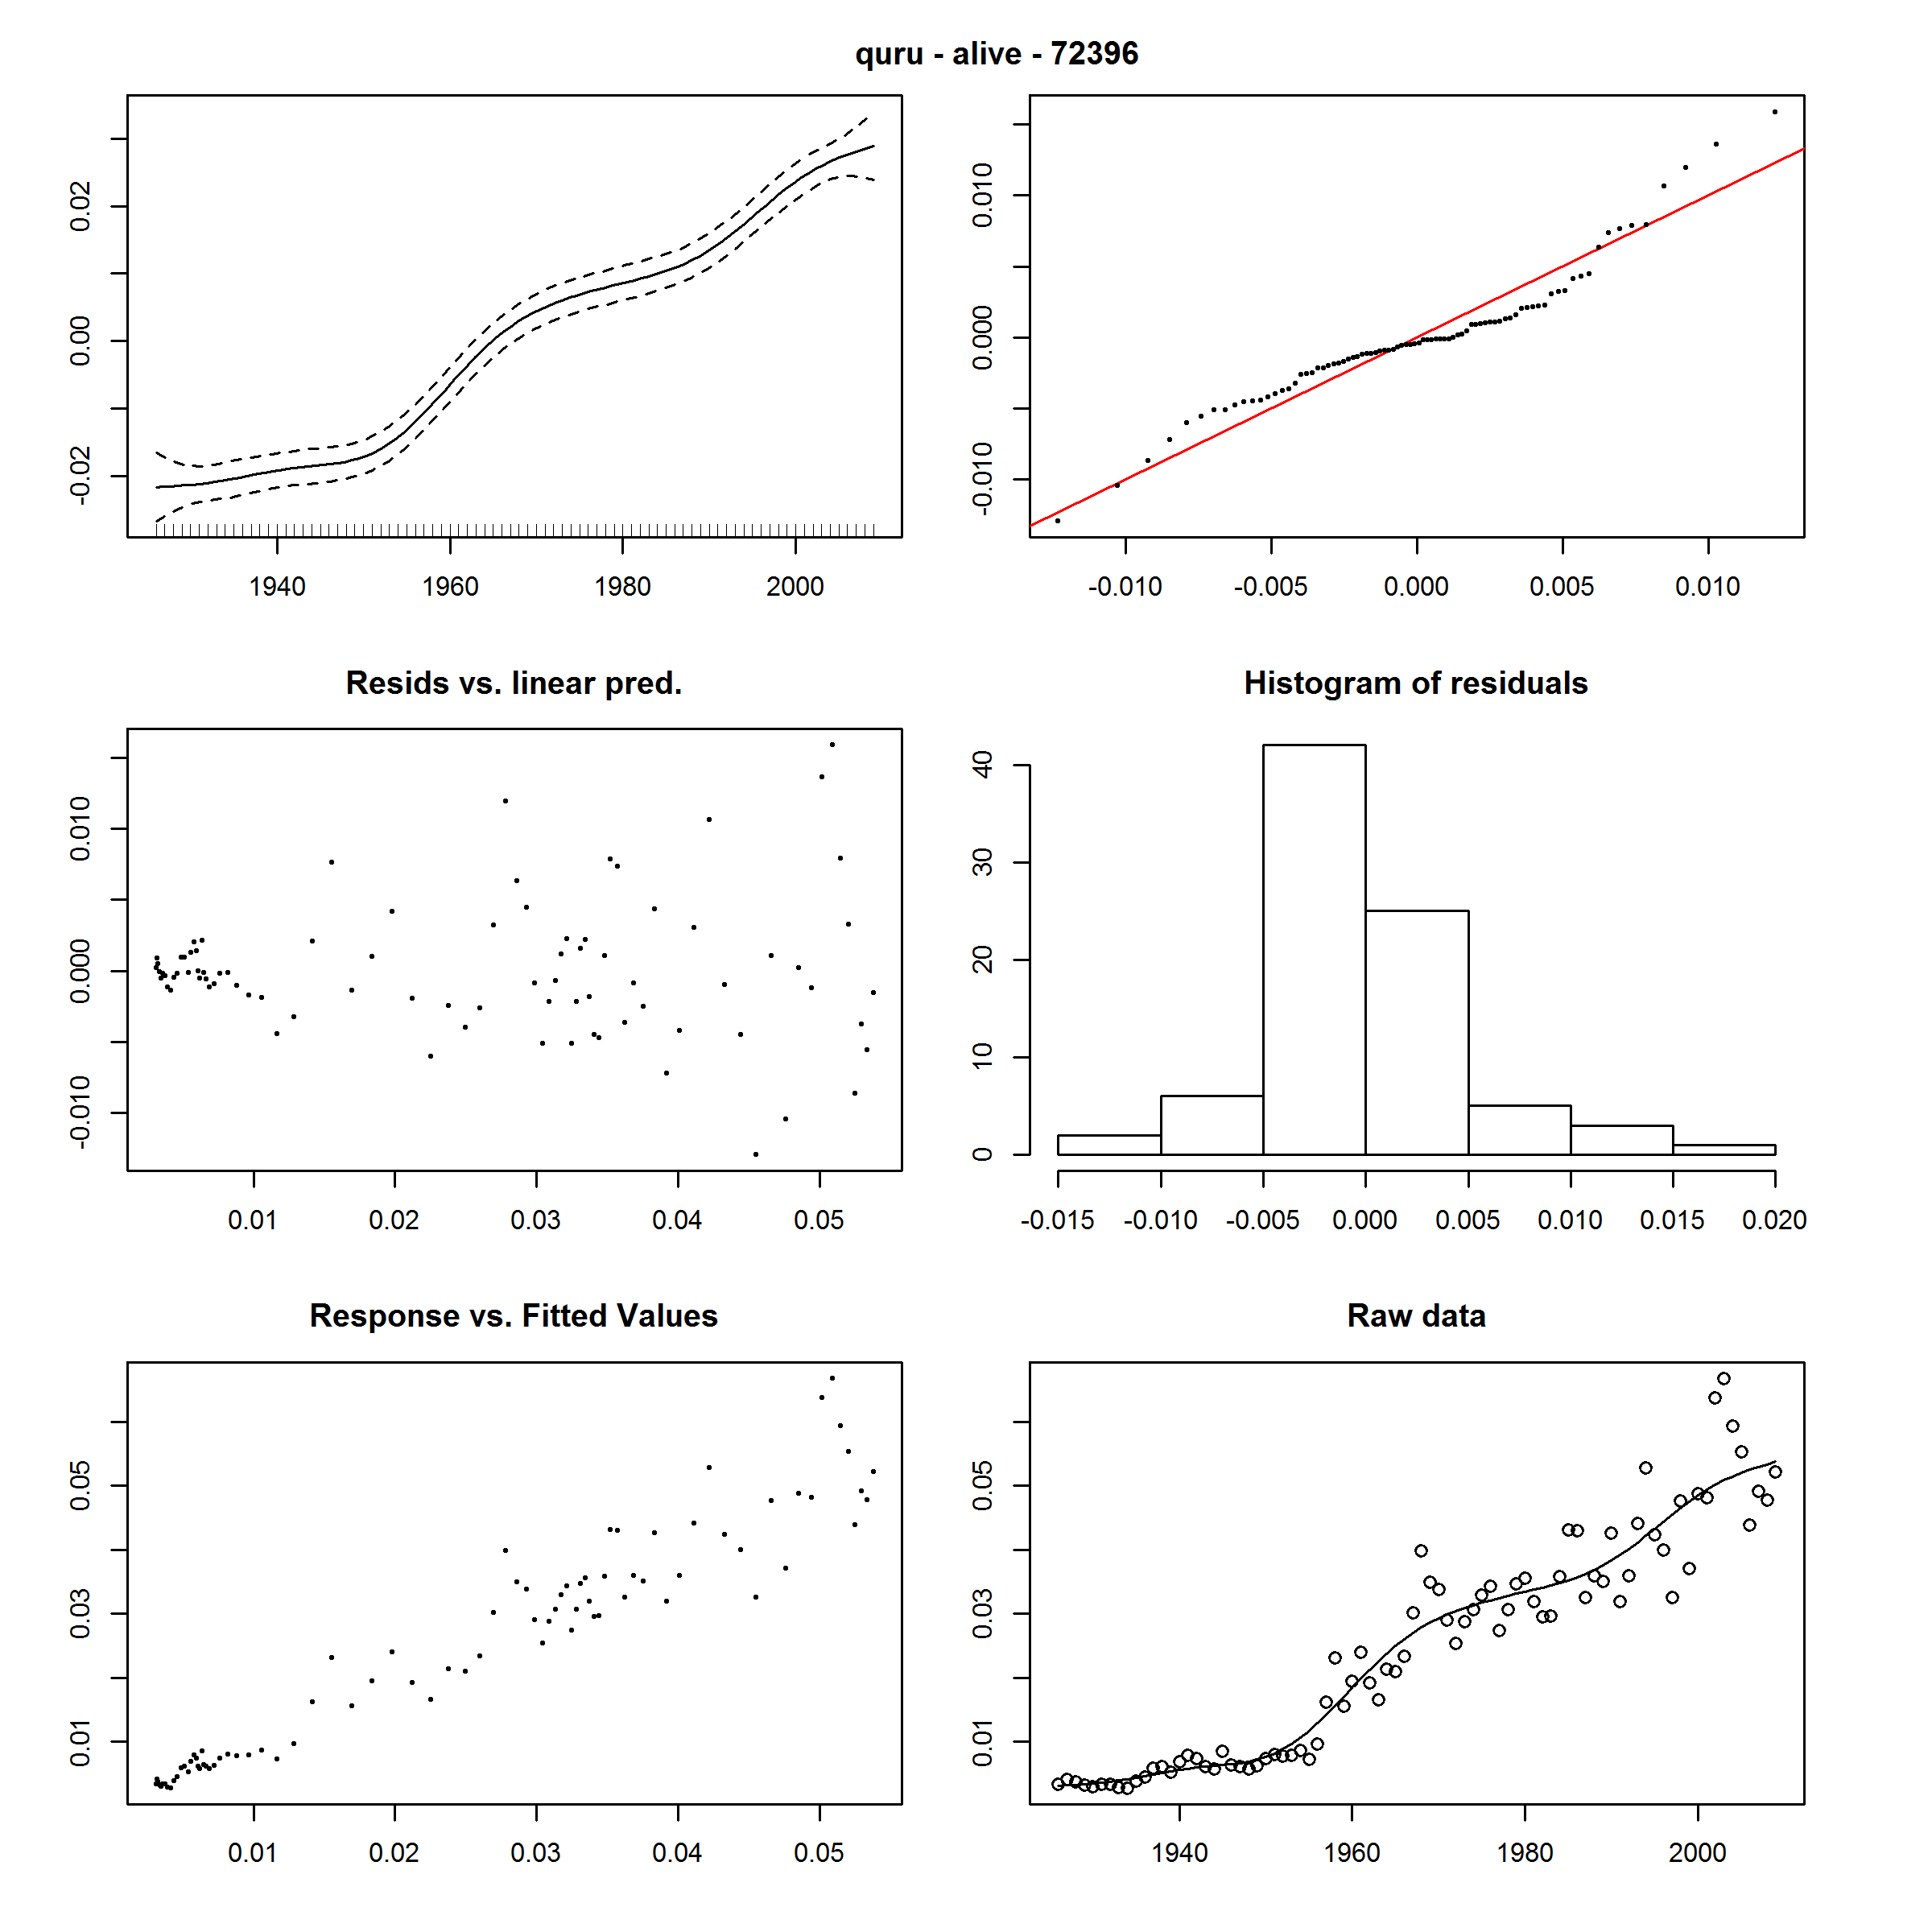 quru - alive - 72396
0.02
0.00
-0.02
1940 1960 1980 2000
0.010
0.000
-0.010
-0.010 -0.005 0.000 0.005 0.010
Resids vs. linear pred.
0.010
0.000
-0.010
0.01 0.02 0.03 0.04 0.05
Histogram of residuals
40
30
20
10
0
-0.015 -0.010 -0.005 0.000 0.005 0.010 0.015 0.020
Response vs. Fitted Values
0.05
0.03
0.01
0.01 0.02 0.03 0.04 0.05
Raw data
0.05
0.03
0.01
1940 1960 1980 2000